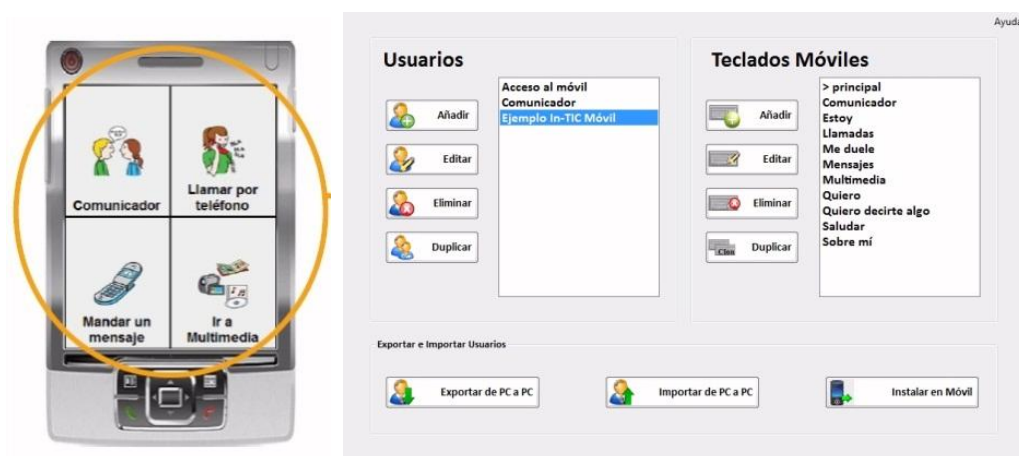 Comunicador
Llamar por
teléfono
Mandar un
mensaje
Ir a
Multimedia
Ayuda
Usuarios
Añadir
Editar
Eliminar
Duplicar
Acceso al móvil
Comunicador
Ejemplo In-TIC Móvil
Teclados Móviles
Añadir
Editar
Eliminar
Duplicar
> principal
Comunicador
Estoy
Llamadas
Me duele
Mensajes
Multimedia
Quiero
Quiero decirte algo
Saludar
Sobre mí
Exportar e Importar Usuarios
Exportar de PC a PC
Importar de PC a PC
Instalar en Móvil